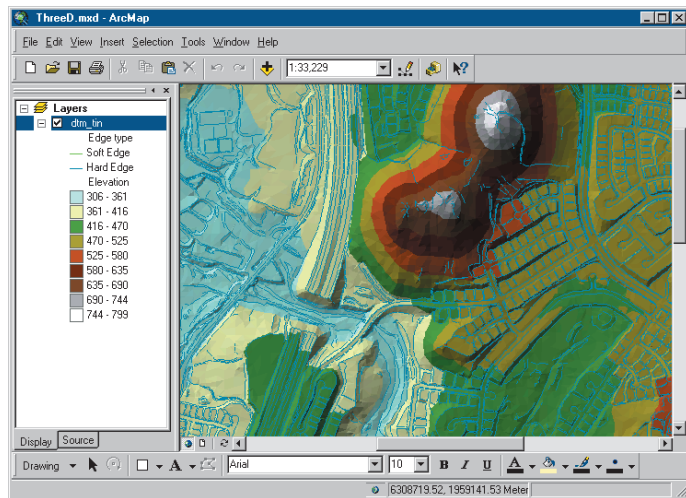 ThreeD.mxd - ArcMap
File Edit View Insert Selection Tools Window Help
1:33,229
Layers
dtm_tin
Edge type
Soft Edge
Hard Edge
Elevation
306 - 361
361 - 416
416 - 470
470 - 525
525 - 580
580 - 635
635 - 690
690 - 744
744 - 799
Display Source
Drawing A Arial 10 B I U A
6308719.52, 1959141.53 Meter